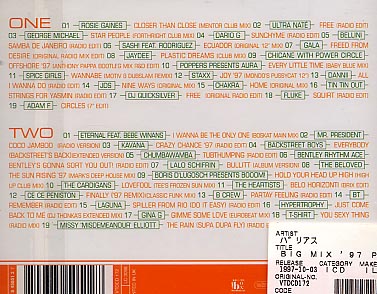 ONE
01 ROSIE GAINES CLOSER THAN CLOSE (MENTOR CLUB MIX) 02 ULTRA NATÉ FREE (RADIO EDIT)
03 GEORGE MICHAEL STAR PEOPLE (FORTHRIGHT CLUB MIX) 04 DARIO G SUNCHYME (RADIO EDIT) 05 BELLINI
SAMBA DE JANEIRO (RADIO EDIT) 06 SASH! FEAT. RODRIGUEZ ECUADOR (ORIGINAL 12" MIX) 07 GALA FREED FROM
DESIRE (ORIGINAL MIX EDIT) 08 JAYDEE PLASTIC DREAMS (CLUB MIX EDIT) 09 CHICANE WITH POWER CIRCLE
OFFSHORE '97 (ANTHONY PAPPA BOOTLEG MIX EDIT) 10 POPPERS PRESENTS AURA EVERY LITTLE TIME (BABY BLUE MIX)
11 SPICE GIRLS WANNABE (MOTIV 8 DUBSLAM REMIX) 12 STAXX JOY '97 (MONDO'S PUSSYCAT 12") 13 DANNII ALL
I WANNA DO (RADIO EDIT) 14 JDS NINE WAYS (ORIGINAL MIX) 15 CHAKRA HOME (ORIGINAL MIX) 16 TIN TIN OUT
STRINGS FOR YASMIN (RADIO EDIT) 17 DJ QUICKSILVER FREE (ORIGINAL RADIO EDIT) 18 FLUKE SQUIRT (RADIO EDIT)
19 ADAM F. CIRCLES (7" EDIT)
TWO
01 ETERNAL FEAT. BEBE WINANS I WANNA BE THE ONLY ONE (BOSKAT MAIN MIX) 02 MR. PRESIDENT
COCO JAMBOO (RADIO VERSION) 03 KAVANA CRAZY CHANCE '97 (RADIO EDIT) 04 BACKSTREET BOYS EVERYBODY
(BACKSTREET'S BACK)(EXTENDED VERSION) 05 CHUMBAWAMBA TUBTHUMPING (RADIO EDIT) 06 BENTLEY RHYTHM ACE
BENTLEY'S GONNA SORT YOU OUT! (RADIO EDIT) 07 LALO SCHIFRIN BULLITT (ALBUM VERSION) 08 THE BELOVED
THE SUN RISING '97 (MARK'S DEEP HOUSE MIX) 09 BORIS D'LUGOSCH PRESENTS BOOOM! HOLD YOUR HEAD UP HIGH (HIGH
UP CLUB MIX) 10 THE CARDIGANS LOVEFOOL (TEE'S FROZEN SUN MIX) 11 THE HEARTISTS BELO HORIZONTI (BRIX EDIT)
12 CE CE PENISTON FINALLY '97 (CLASSIC FUNK MIX) 13 B CREW PARTAY FEELING (RADIO EDIT) 14 BT
REMEMBER (RADIO EDIT) 15 LAGUNA SPILLER FROM RIO (DO IT EASY) (RADIO EDIT) 16 HYPERTROPHY JUST COME
BACK TO ME (DJ THONIKAS EXTENDED MIX) 17 GINA G GIMME SOME LOVE (EUROBEAT MIX) 18 T-SHIRT YOU SEXY THING
(RADIO MIX) 19 MISSY 'MISDEMEANOUR' ELLIOTT THE RAIN (SUPA DUPA FLY) (RADIO EDIT)
ARTIST
バリアス
TITLE
BIG MIX '97 P
RELEASE CATEGORY MAKE
1997-10-03 ICD IL
ORIGINAL-NO.
VTDCD172